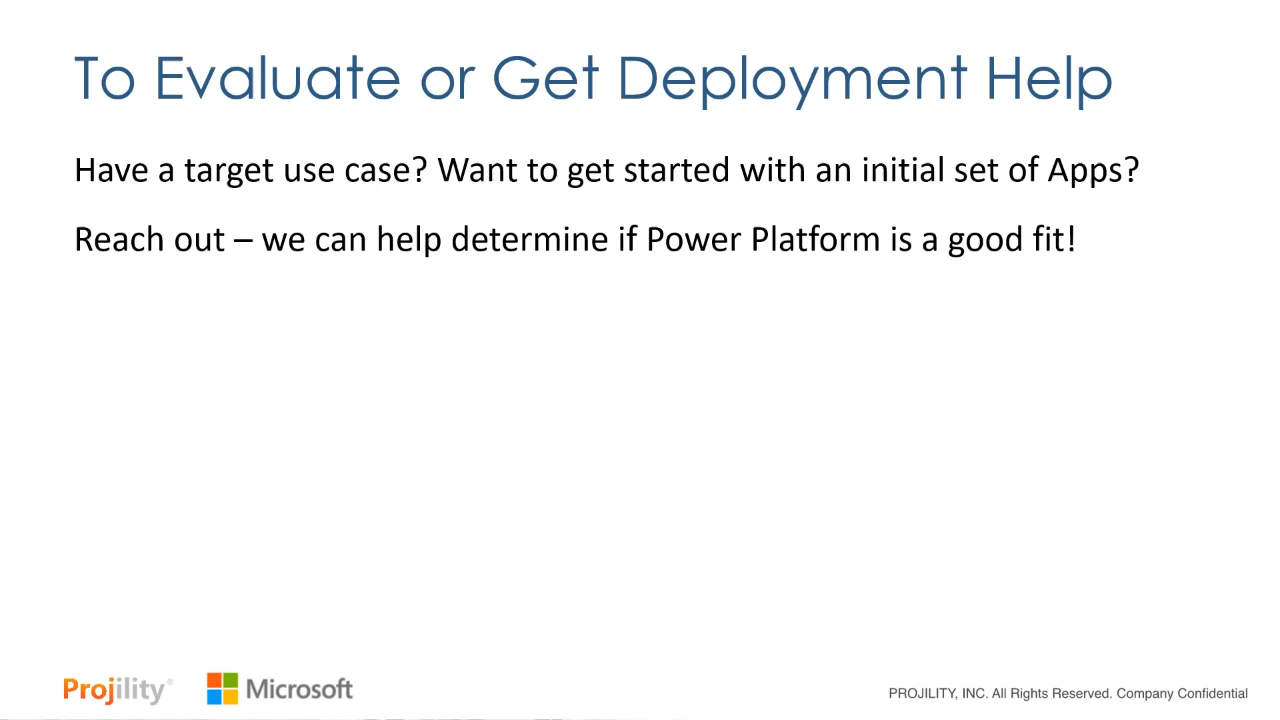 To Evaluate or Get Deployment Help
Have a target use case? Want to get started with an initial set of Apps?
Reach out – we can help determine if Power Platform is a good fit!
Projility® Microsoft
PROJILITY, INC. All Rights Reserved. Company Confidential